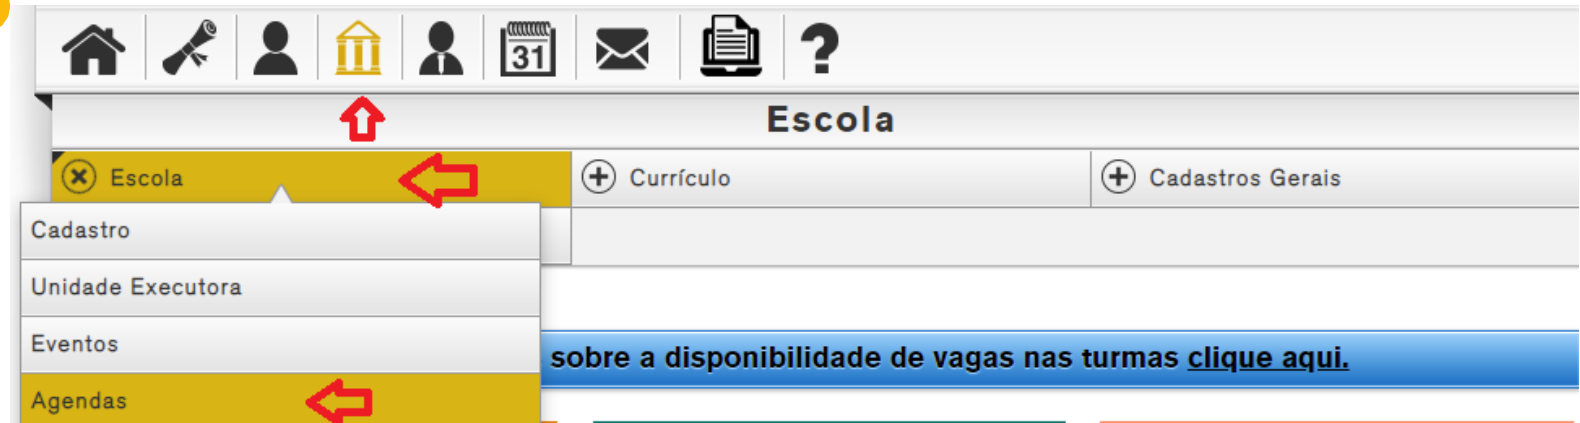 31
?
Escola
Escola
Currículo
Cadastros Gerais
Cadastro
Unidade Executora
Eventos
sobre a disponibilidade de vagas nas turmas clique aqui.
Agendas